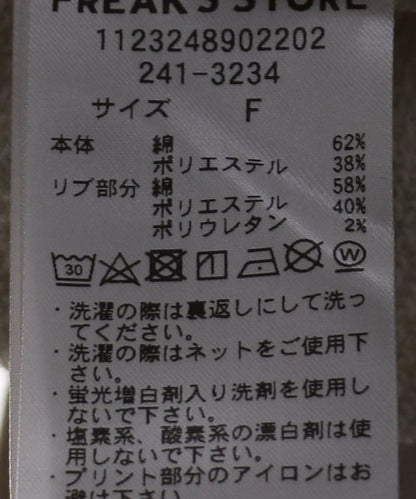 FREAK'S STORE
1123248902202
241-3234
サイズ F
本体 綿 62%
ポリエステル 38%
リブ部分 綿 58%
ポリエステル 40%
ポリウレタン 2%
30 W
・洗濯の際は裏返しにして洗っ
てください。
・洗濯の際はネットをご使用下
さい。
・蛍光増白剤入り洗剤を使用し
ないで下さい。
・塩素系、酸素系の漂白剤は使
用しないで下さい。
・プリント部分のアイロンはお
避け下さい